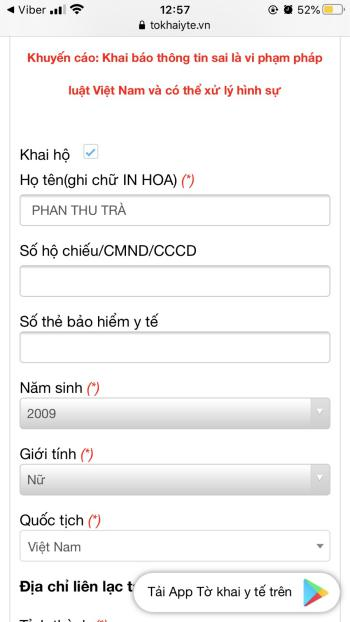 Viber 12:57 52%
tokhaiyte.vn
Khuyến cáo: Khai báo thông tin sai là vi phạm pháp
luật Việt Nam và có thể xử lý hình sự
Khai hộ
Họ tên(ghi chữ IN HOA) (*)
PHAN THU TRÀ
Số hộ chiếu/CMND/CCCD
Số thẻ bảo hiểm y tế
Năm sinh (*)
2009
Giới tính (*)
Nữ
Quốc tịch (*)
Việt Nam
Địa chỉ liên lạc t
Tải App Tờ khai y tế trên